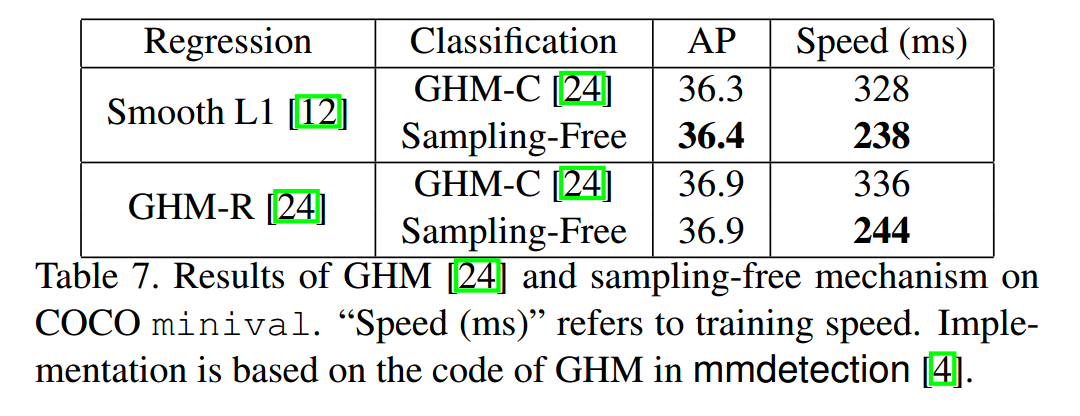 Regression Classification AP Speed (ms)
Smooth L1 [12] GHM-C [24] 36.3 328
Sampling-Free 36.4 238
GHM-R [24] GHM-C [24] 36.9 336
Sampling-Free 36.9 244
Table 7. Results of GHM [24] and sampling-free mechanism on
COCO minival. “Speed (ms)” refers to training speed. Imple-
mentation is based on the code of GHM in mmdetection [4].